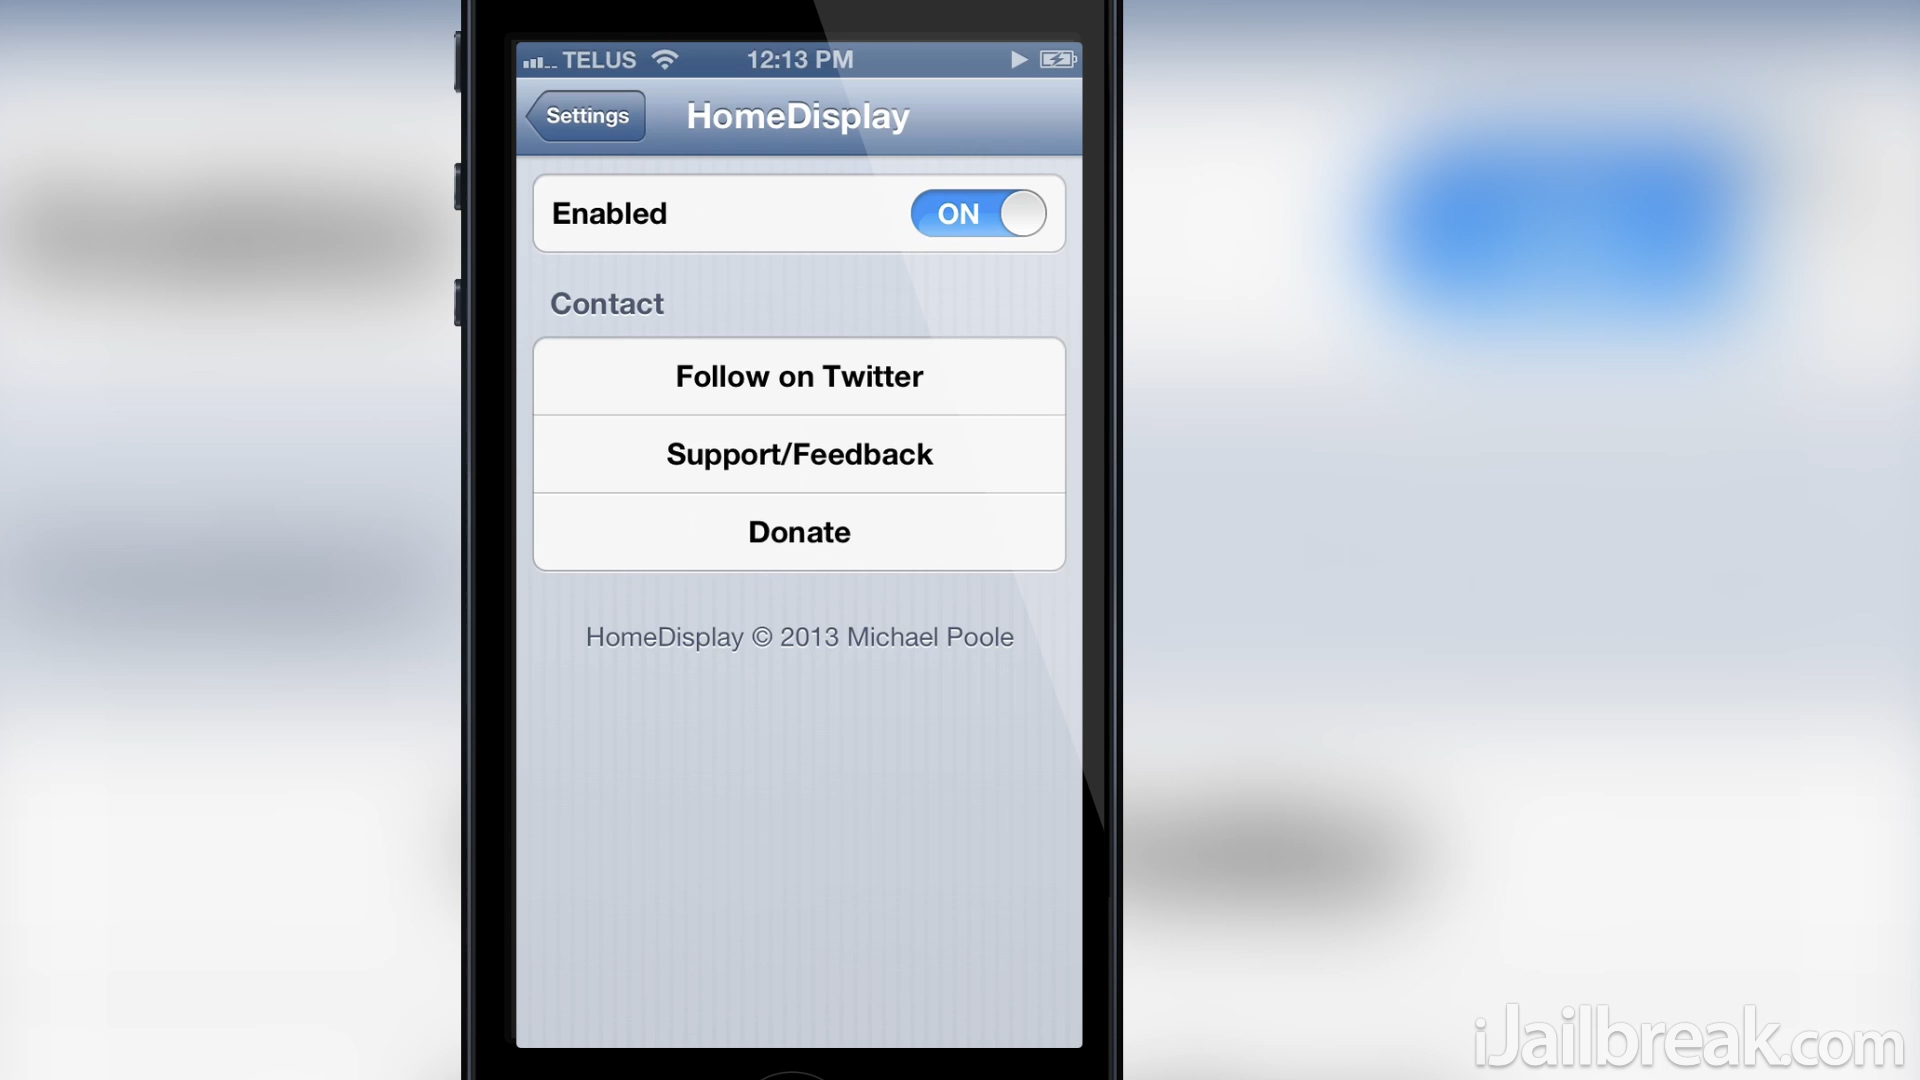 TELUS 12:13 PM
Settings HomeDisplay
Enabled ON
Contact
Follow on Twitter
Support/Feedback
Donate
HomeDisplay © 2013 Michael Poole
iJailbreak.com